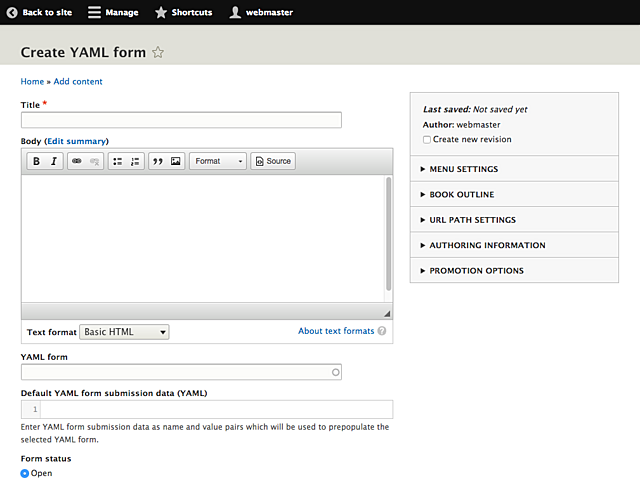 Back to site Manage Shortcuts webmaster
Create YAML form
Home » Add content
Title *
Body (Edit summary)
B I Format Source
Text format Basic HTML About text formats ?
YAML form
Default YAML form submission data (YAML)
1
Enter YAML form submission data as name and value pairs which will be used to prepopulate the
selected YAML form.
Form status
Open
Last saved: Not saved yet
Author: webmaster
Create new revision
MENU SETTINGS
BOOK OUTLINE
URL PATH SETTINGS
AUTHORING INFORMATION
PROMOTION OPTIONS